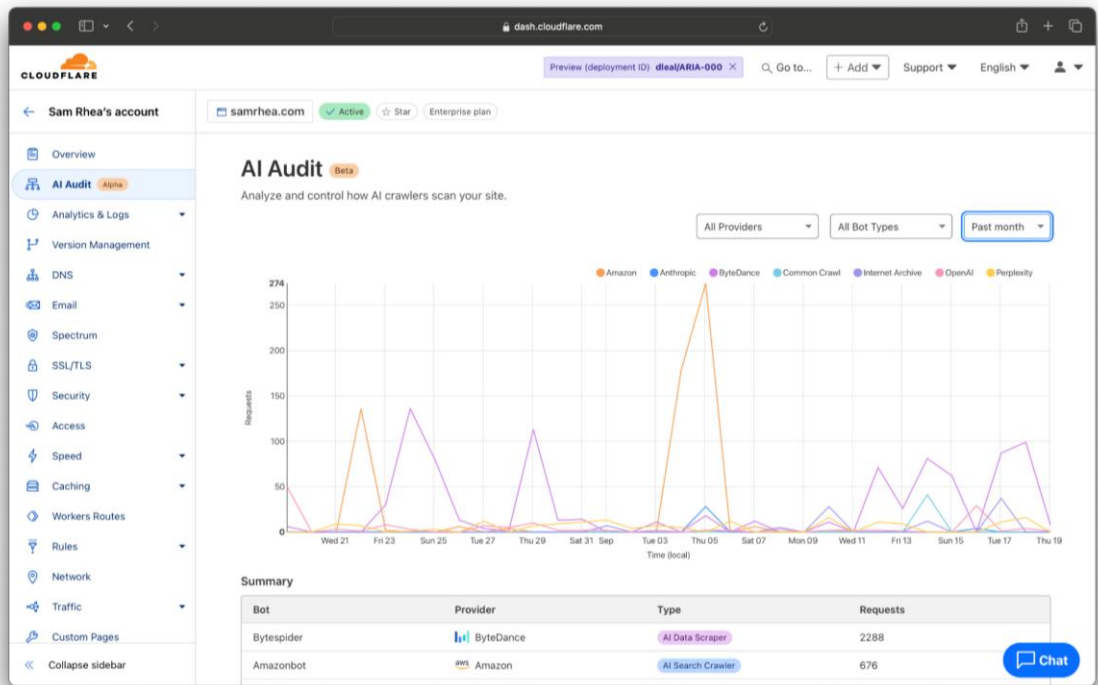 dash.cloudflare.com
CLOUDFLARE
Preview (deployment ID) dleal/ARIA-000 ×
Go to...
+ Add
Support
English
Sam Rhea's account
samrhea.com
Active
Star
Enterprise plan
Overview
AI Audit Alpha
Analytics & Logs
Version Management
DNS
Email
Spectrum
SSL/TLS
Security
Access
Speed
Caching
Workers Routes
Rules
Network
Traffic
Custom Pages
Collapse sidebar
AI Audit Beta
Analyze and control how AI crawlers scan your site.
All Providers
All Bot Types
Past month
Amazon Anthropic ByteDance Common Crawl Internet Archive OpenAI Perplexity
274
250
200
150
100
50
0
Requests
Wed 21 Fri 23 Sun 25 Tue 27 Thu 29 Sat 31 Sep Tue 03 Thu 05 Sat 07 Mon 09 Wed 11 Fri 13 Sun 15 Tue 17 Thu 19
Time (local)
Summary
Bot Provider Type Requests
Bytespider ByteDance AI Data Scraper 2288
Amazonbot aws Amazon AI Search Crawler 676
Chat